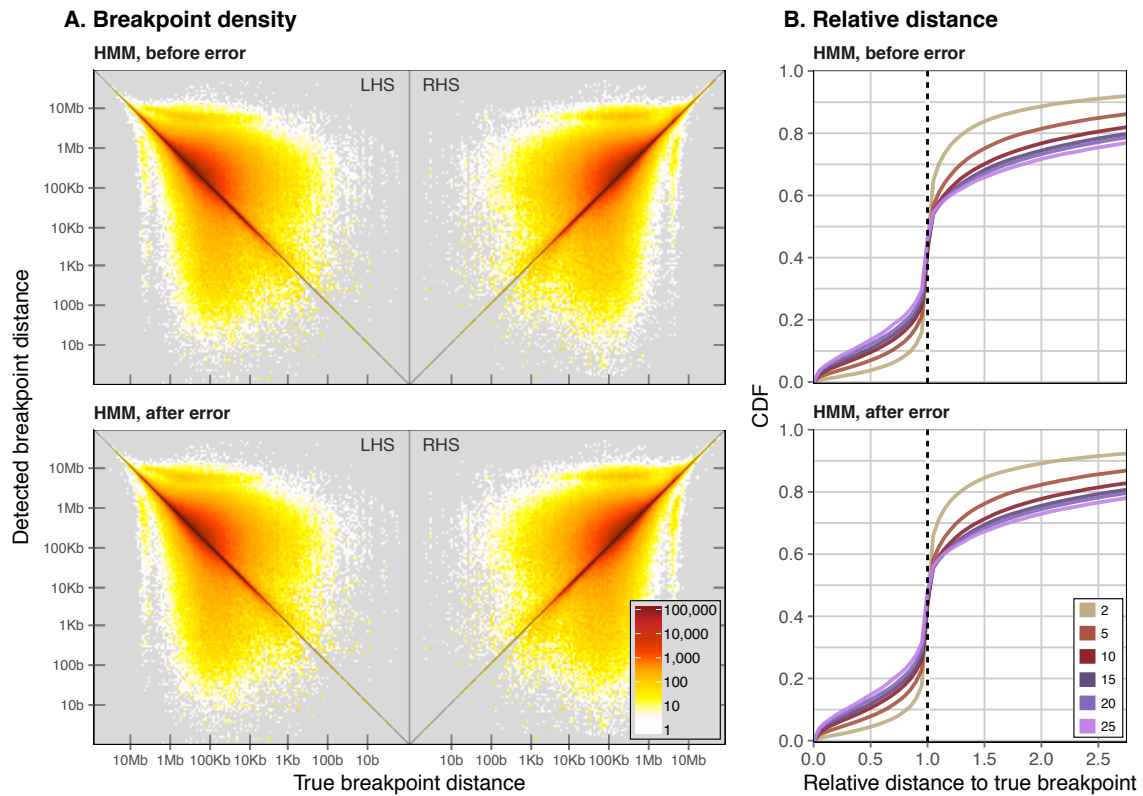 A. Breakpoint density
B. Relative distance
HMM, before error
HMM, before error
LHS
RHS
10Mb
1Mb
100Kb
10Kb
1Kb
100b
10b
1.0
0.8
0.6
0.4
0.2
0.0
HMM, after error
HMM, after error
LHS
RHS
10Mb
1Mb
100Kb
10Kb
1Kb
100b
10b
1.0
0.8
0.6
0.4
0.2
0.0
Detected breakpoint distance
CDF
100,000
10,000
1,000
100
10
1
2
5
10
15
20
25
10Mb 1Mb 100Kb 10Kb 1Kb 100b 10b 10b 100b 1Kb 10Kb 100Kb 1Mb 10Mb
0.0 0.5 1.0 1.5 2.0 2.5
True breakpoint distance
Relative distance to true breakpoint